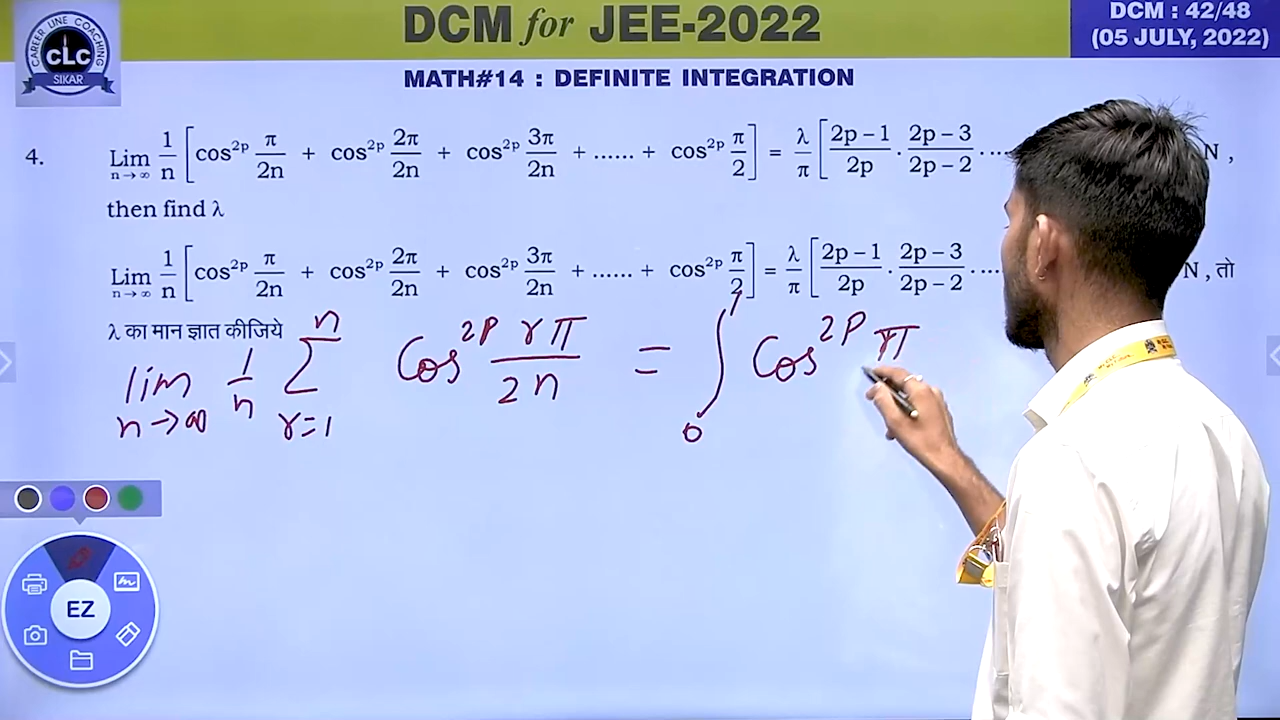 DCM for JEE-2022
DCM : 42/48
(05 JULY, 2022)
CAREER LINE COACHING
CLC
SIKAR
MATH#14 : DEFINITE INTEGRATION
4. Lim n→∞ 1/n [cos^2p π/2n + cos^2p 2π/2n + cos^2p 3π/2n + ...... + cos^2p π/2] = λ/π [2p−1/2p . 2p−3/2p−2 . ... N ,
then find λ
Lim n→∞ 1/n [cos^2p π/2n + cos^2p 2π/2n + cos^2p 3π/2n + ...... + cos^2p π/2] = λ/π [2p−1/2p . 2p−3/2p−2 . ... N , तो
λ का मान ज्ञात कीजिये
lim n→∞ 1/n Σ r=1 n Cos^2p rπ/2n = ∫ 0 1 Cos^2p π
EZ